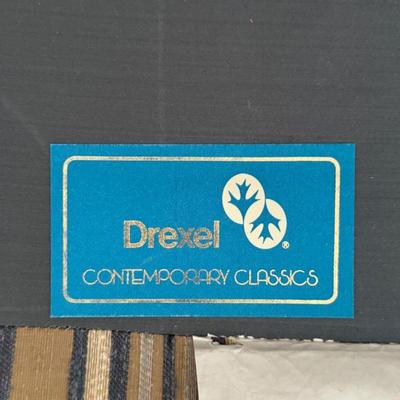 Drexel ®
CONTEMPORARY CLASSICS